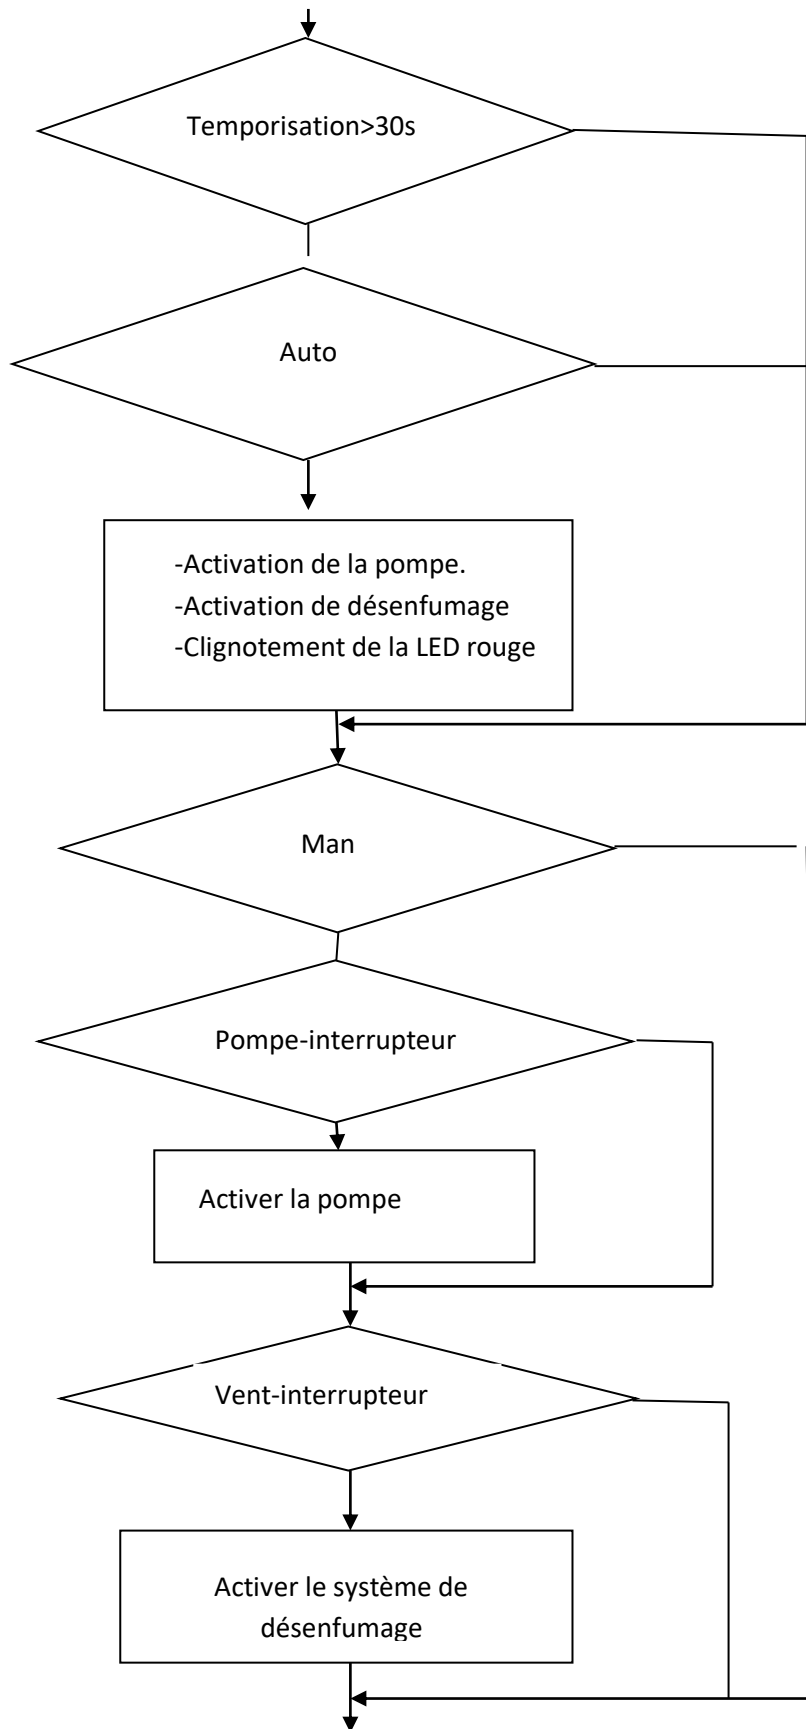 Temporisation>30s
Auto
-Activation de la pompe.
-Activation de désenfumage
-Clignotement de la LED rouge
Man
Pompe-interrupteur
Activer la pompe
Vent-interrupteur
Activer le système de
désenfumage